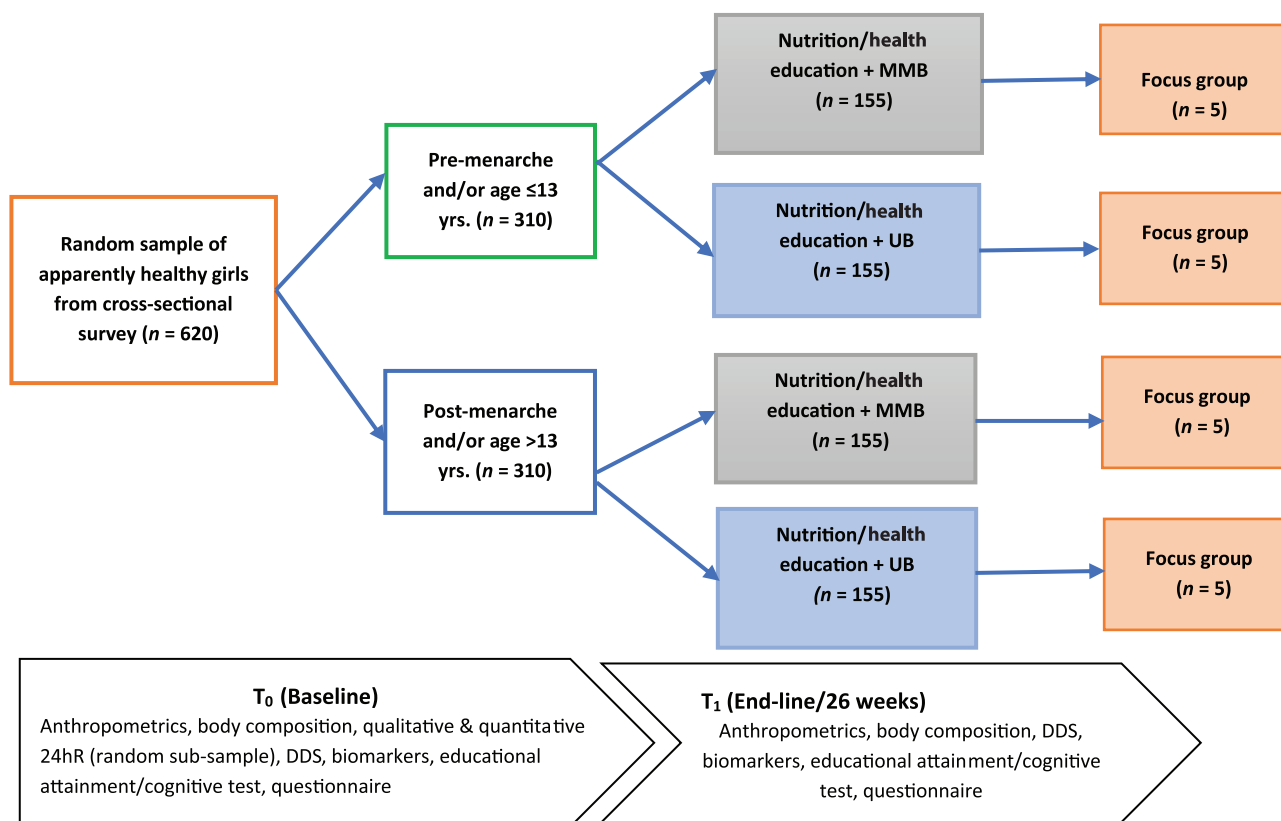 Random sample of
apparently healthy girls
from cross-sectional
survey (n = 620)
Pre-menarche
and/or age ≤13
yrs. (n = 310)
Post-menarche
and/or age >13
yrs. (n = 310)
Nutrition/health
education + MMB
(n = 155)
Nutrition/health
education + UB
(n = 155)
Nutrition/health
education + MMB
(n = 155)
Nutrition/health
education + UB
(n = 155)
Focus group
(n = 5)
Focus group
(n = 5)
Focus group
(n = 5)
Focus group
(n = 5)
T₀ (Baseline)
Anthropometrics, body composition, qualitative & quantitative
24hR (random sub-sample), DDS, biomarkers, educational
attainment/cognitive test, questionnaire
T₁ (End-line/26 weeks)
Anthropometrics, body composition, DDS,
biomarkers, educational attainment/cognitive
test, questionnaire